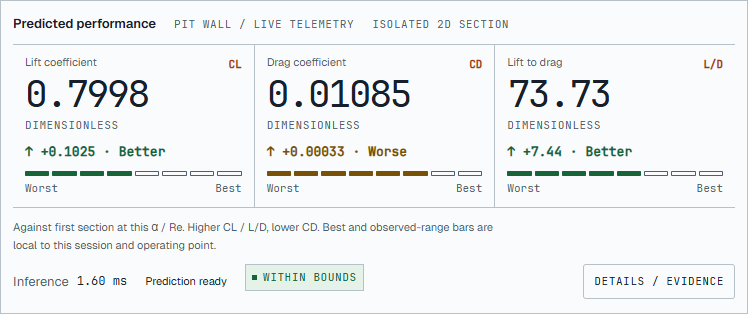 Predicted performance PIT WALL / LIVE TELEMETRY ISOLATED 2D SECTION
Lift coefficient CL
0.7998
DIMENSIONLESS
↑ +0.1025 · Better
Worst Best
Drag coefficient CD
0.01085
DIMENSIONLESS
↑ +0.00033 · Worse
Worst Best
Lift to drag L/D
73.73
DIMENSIONLESS
↑ +7.44 · Better
Worst Best
Against first section at this α / Re. Higher CL / L/D, lower CD. Best and observed-range bars are
local to this session and operating point.
Inference 1.60 ms Prediction ready WITHIN BOUNDS DETAILS / EVIDENCE